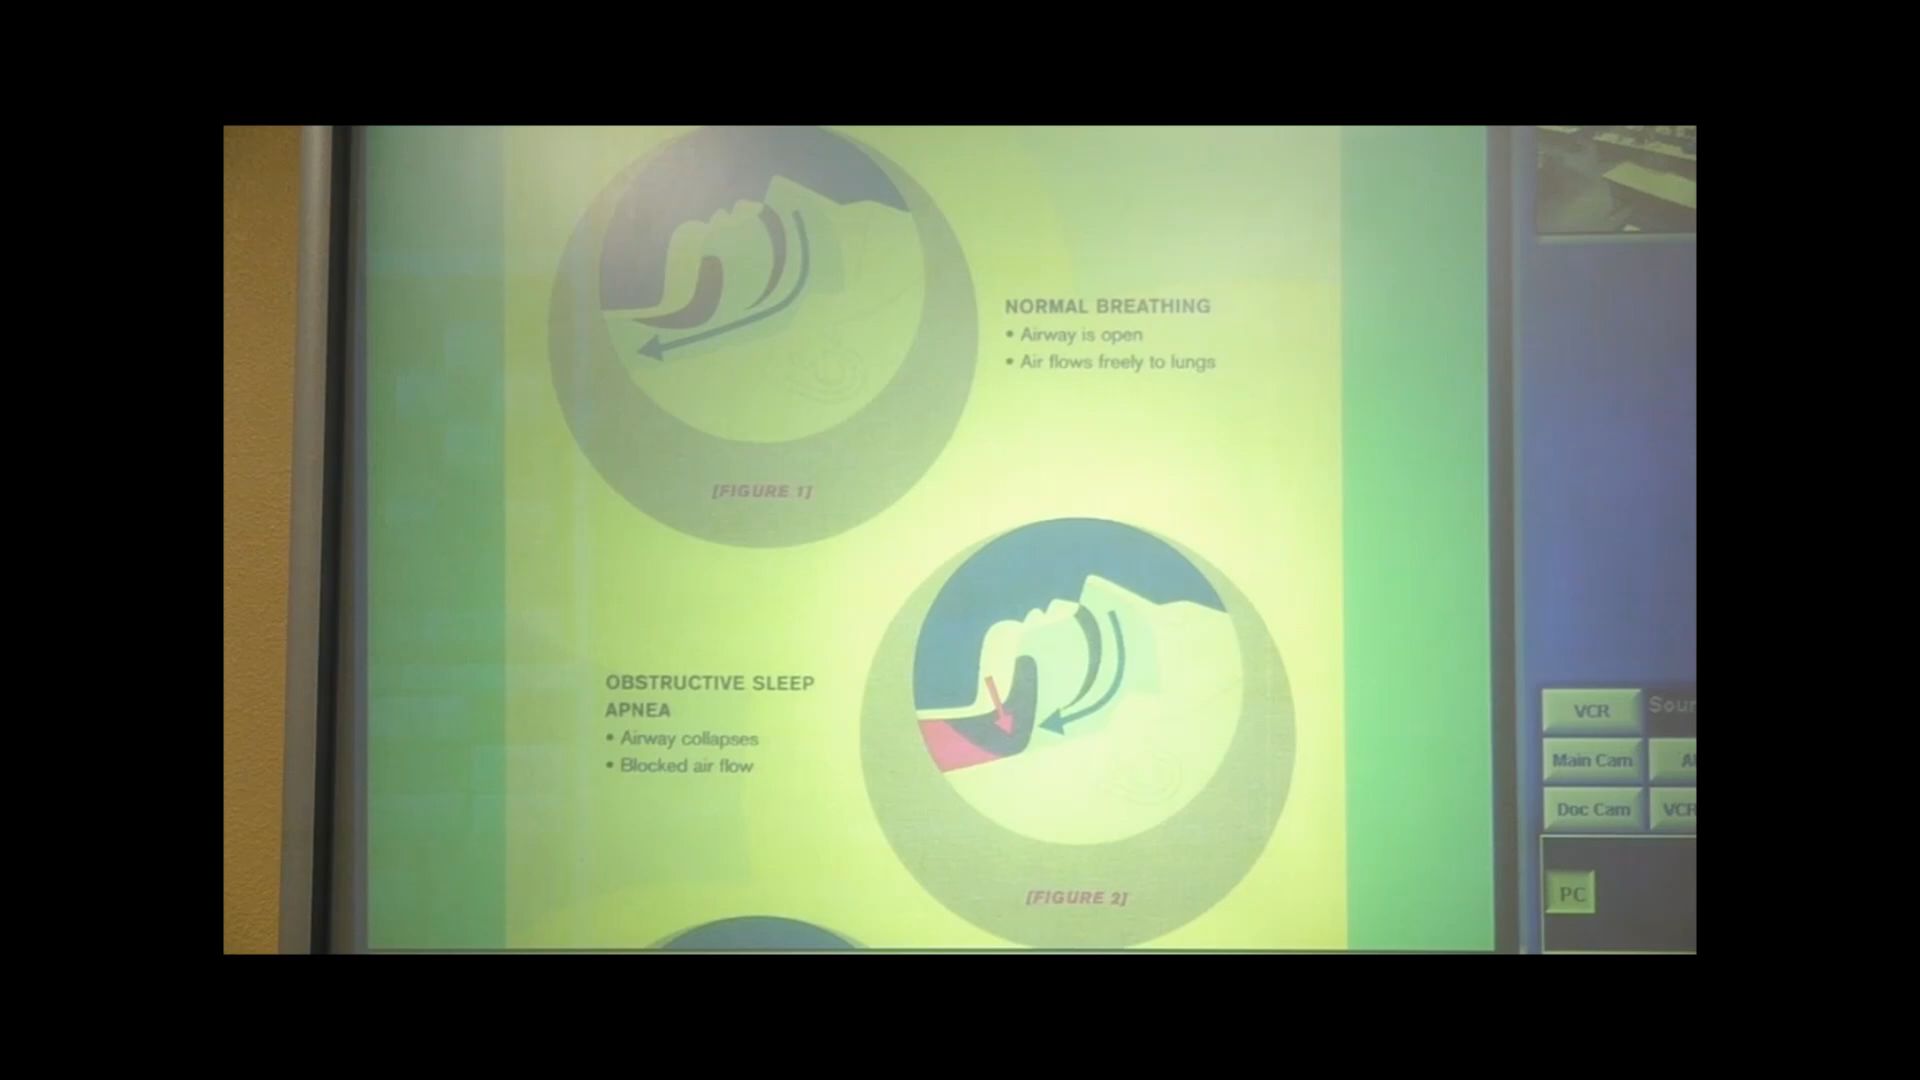 NORMAL BREATHING
• Airway is open
• Air flows freely to lungs
[FIGURE 1]
OBSTRUCTIVE SLEEP
APNEA
• Airway collapses
• Blocked air flow
[FIGURE 2]
VCR
Main Cam
Doc Cam
VCR
PC